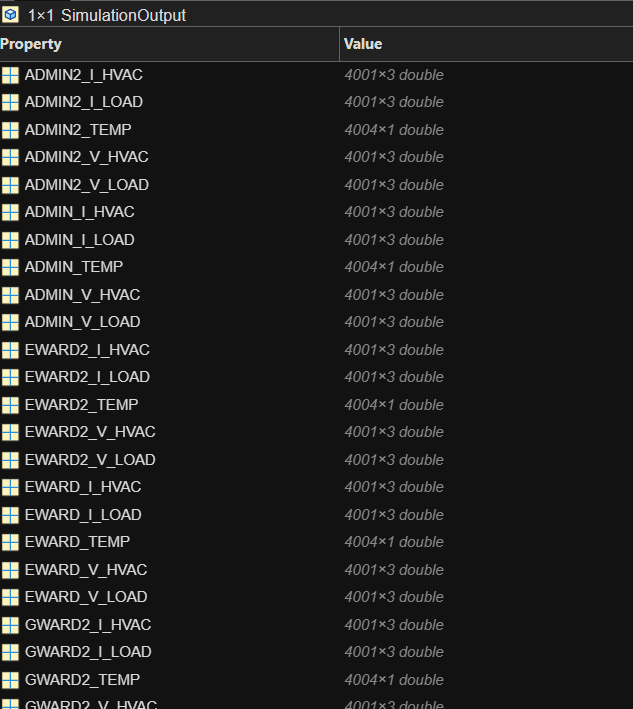 1×1 SimulationOutput
Property Value
ADMIN2_I_HVAC 4001×3 double
ADMIN2_I_LOAD 4001×3 double
ADMIN2_TEMP 4004×1 double
ADMIN2_V_HVAC 4001×3 double
ADMIN2_V_LOAD 4001×3 double
ADMIN_I_HVAC 4001×3 double
ADMIN_I_LOAD 4001×3 double
ADMIN_TEMP 4004×1 double
ADMIN_V_HVAC 4001×3 double
ADMIN_V_LOAD 4001×3 double
EWARD2_I_HVAC 4001×3 double
EWARD2_I_LOAD 4001×3 double
EWARD2_TEMP 4004×1 double
EWARD2_V_HVAC 4001×3 double
EWARD2_V_LOAD 4001×3 double
EWARD_I_HVAC 4001×3 double
EWARD_I_LOAD 4001×3 double
EWARD_TEMP 4004×1 double
EWARD_V_HVAC 4001×3 double
EWARD_V_LOAD 4001×3 double
GWARD2_I_HVAC 4001×3 double
GWARD2_I_LOAD 4001×3 double
GWARD2_TEMP 4004×1 double
GWARD2_V_HVAC 4001×3 double